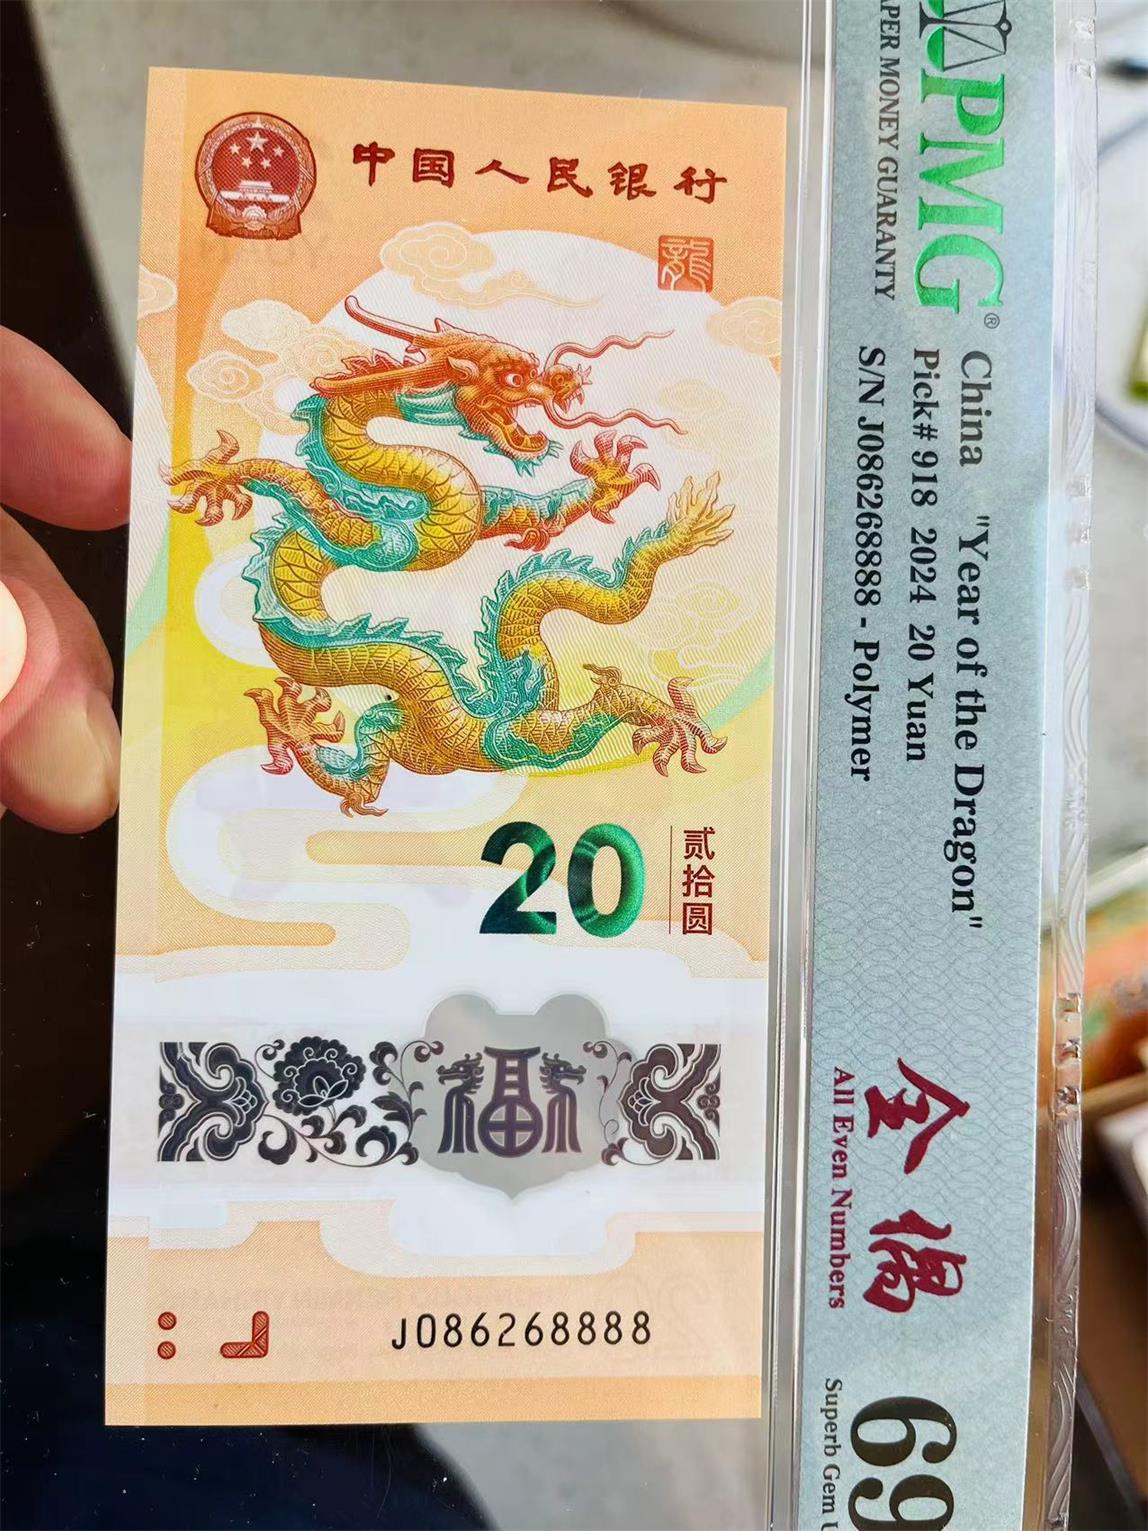 中国人民银行
龍
20
贰拾圆
福
J086268888
PMG®
APER MONEY GUARANTY
China "Year of the Dragon"
Pick# 918 2024 20 Yuan
S/N J086268888 - Polymer
全偶
All Even Numbers
69
Superb Gem U